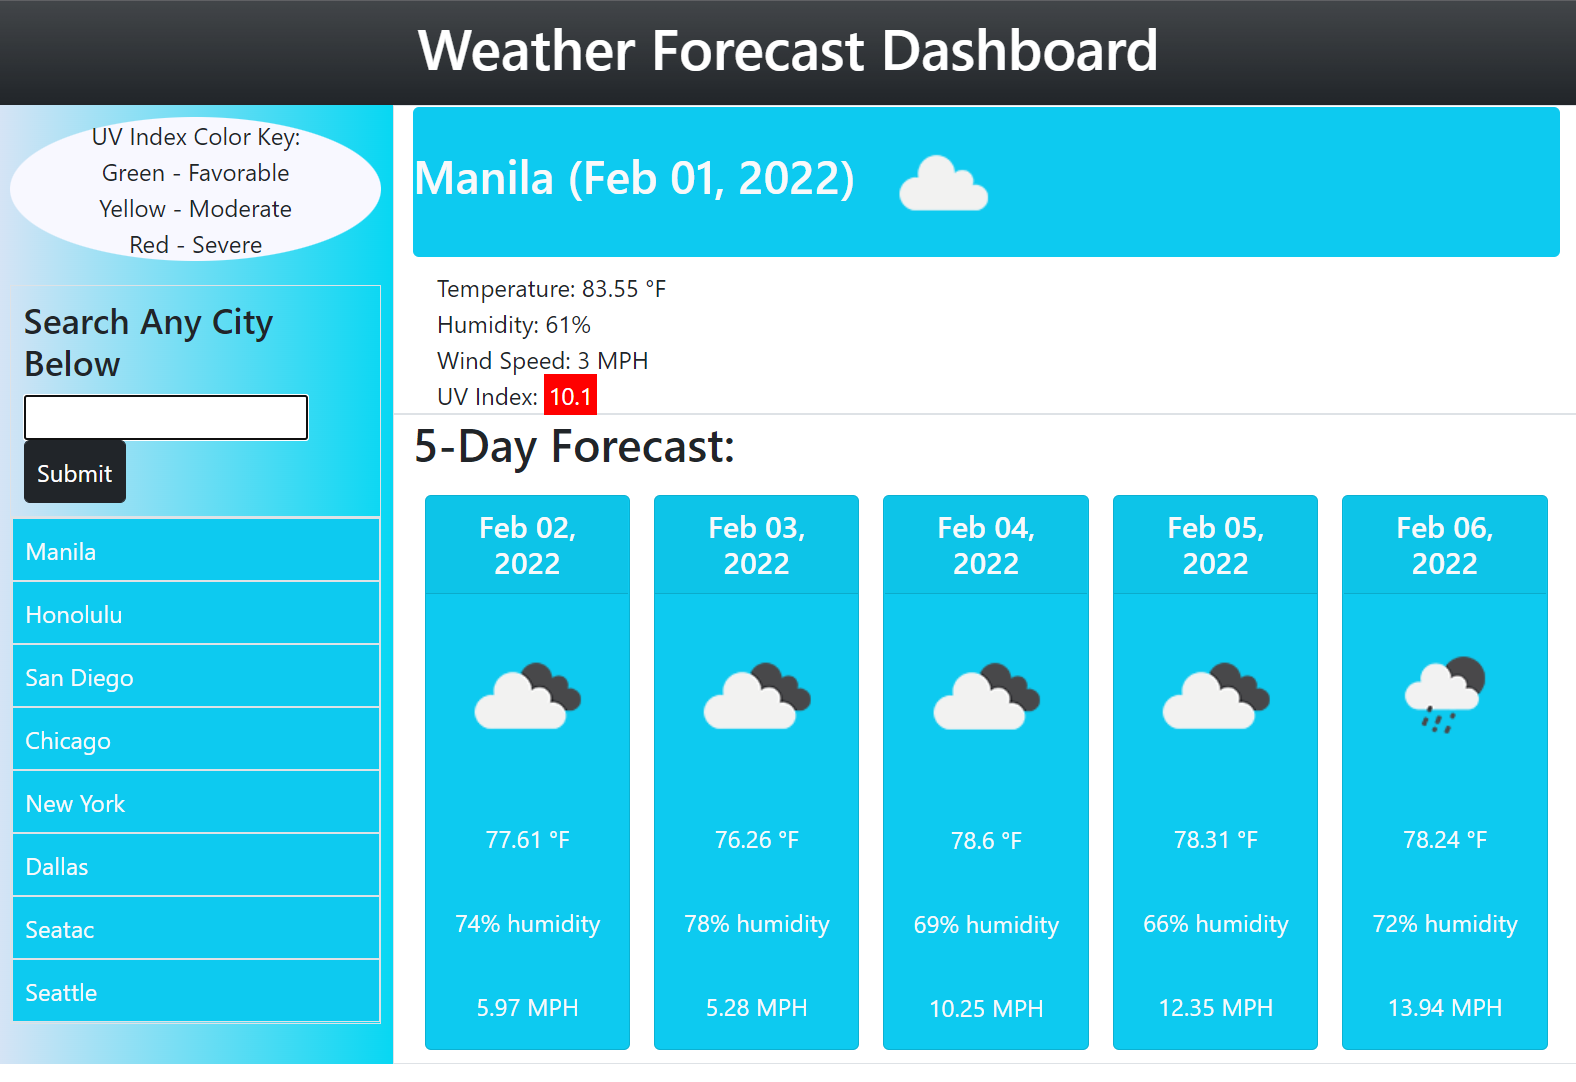 Weather Forecast Dashboard
UV Index Color Key:
Green - Favorable
Yellow - Moderate
Red - Severe
Search Any City
Below
Submit
Manila
Honolulu
San Diego
Chicago
New York
Dallas
Seatac
Seattle
Manila (Feb 01, 2022)
Temperature: 83.55 °F
Humidity: 61%
Wind Speed: 3 MPH
UV Index: 10.1
5-Day Forecast:
Feb 02,
2022
77.61 °F
74% humidity
5.97 MPH
Feb 03,
2022
76.26 °F
78% humidity
5.28 MPH
Feb 04,
2022
78.6 °F
69% humidity
10.25 MPH
Feb 05,
2022
78.31 °F
66% humidity
12.35 MPH
Feb 06,
2022
78.24 °F
72% humidity
13.94 MPH